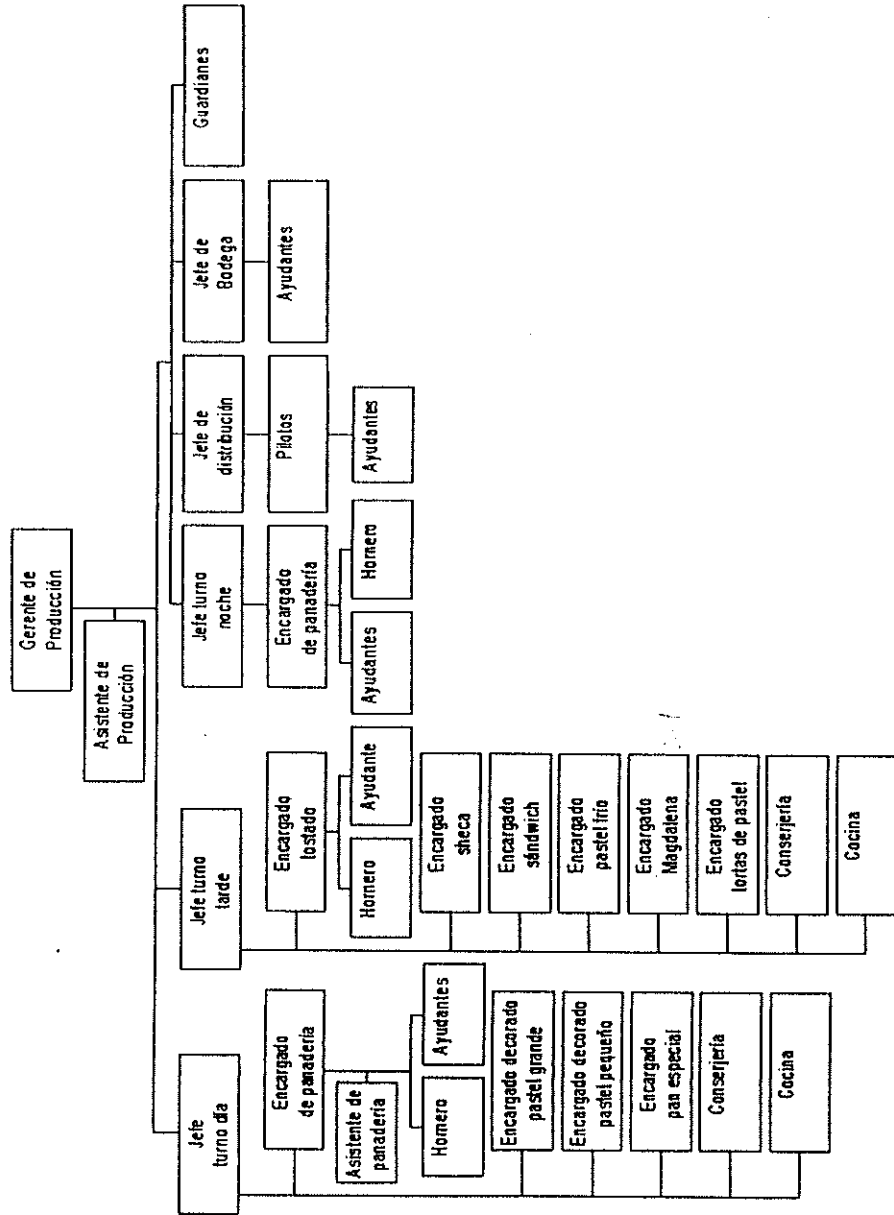 Gerente de
Producción
Asistente de
Producción
Jefe
turno día
Encargado
de panadería
Asistente de
panadería
Hornero
Ayudantes
Encargado decorado
pastel grande
Encargado decorado
pastel pequeño
Encargado
pan especial
Conserjería
Cocina
Jefe turno
tarde
Encargado
tostado
Hornero
Ayudante
Encargado
sheca
Encargado
sándwich
Encargado
pastel frío
Encargado
Magdalena
Encargado
tortas de pastel
Conserjería
Cocina
Jefe turno
noche
Encargado
de panadería
Ayudantes
Hornero
Jefe de
distribución
Pilotos
Ayudantes
Jefe de
Bodega
Ayudantes
Guardianes